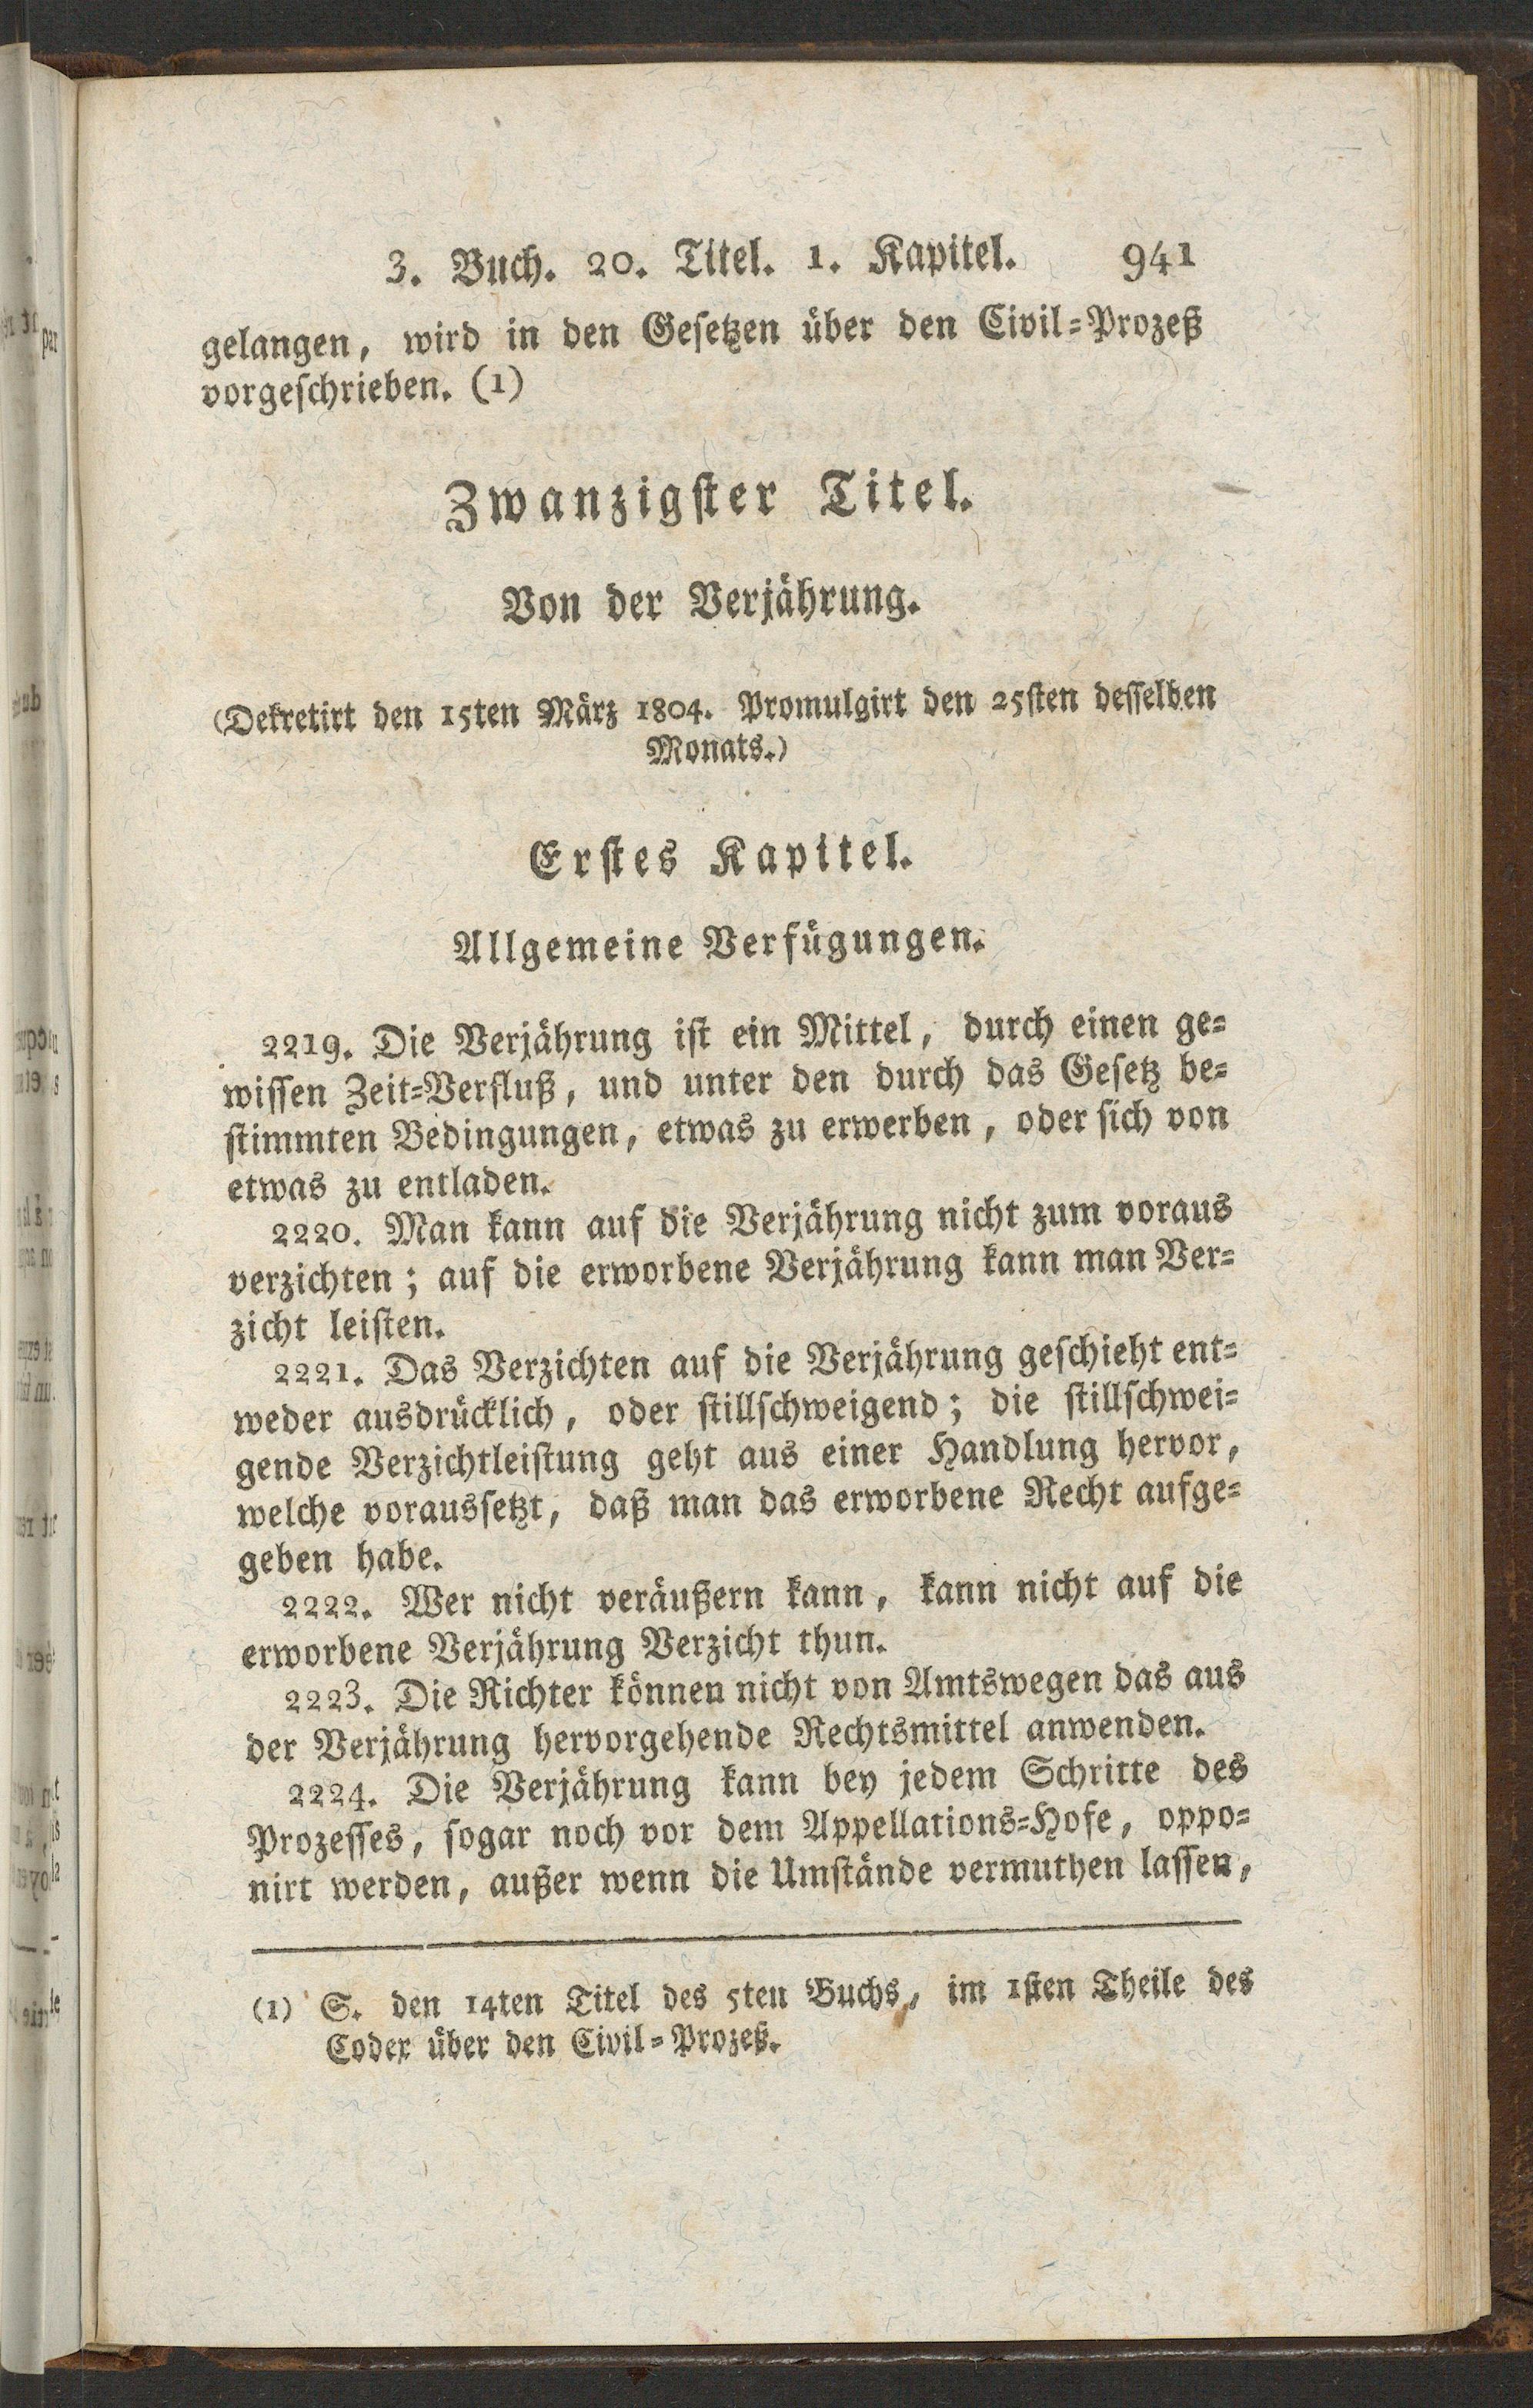 3. Buch. 20. Titel. 1. Kapitel. 941
gelangen, wird in den Gesetzen über den Civil=Prozeß
vorgeschrieben. (1)
Zwanzigster Titel.
Von der Verjährung.
(Dekretirt den 15ten März 1804. Promulgirt den 25sten desselben
Monats.)
Erstes Kapitel.
Allgemeine Verfügungen.
2219. Die Verjährung ist ein Mittel, durch einen ge=
wissen Zeit=Verfluß, und unter den durch das Gesetz be=
stimmten Bedingungen, etwas zu erwerben, oder sich von
etwas zu entladen.
2220. Man kann auf die Verjährung nicht zum voraus
verzichten; auf die erworbene Verjährung kann man Ver=
zicht leisten.
2221. Das Verzichten auf die Verjährung geschieht ent=
weder ausdrücklich, oder stillschweigend; die stillschwei=
gende Verzichtleistung geht aus einer Handlung hervor,
welche voraussetzt, daß man das erworbene Recht aufge=
geben habe.
2222. Wer nicht veräußern kann, kann nicht auf die
erworbene Verjährung Verzicht thun.
2223. Die Richter können nicht von Amtswegen das aus
der Verjährung hervorgehende Rechtsmittel anwenden.
2224. Die Verjährung kann bey jedem Schritte des
Prozesses, sogar noch vor dem Appellations=Hofe, oppo=
nirt werden, außer wenn die Umstände vermuthen lassen,
(1) S. den 14ten Titel des 5ten Buchs, im 1sten Theile des
Codex über den Civil=Prozeß.